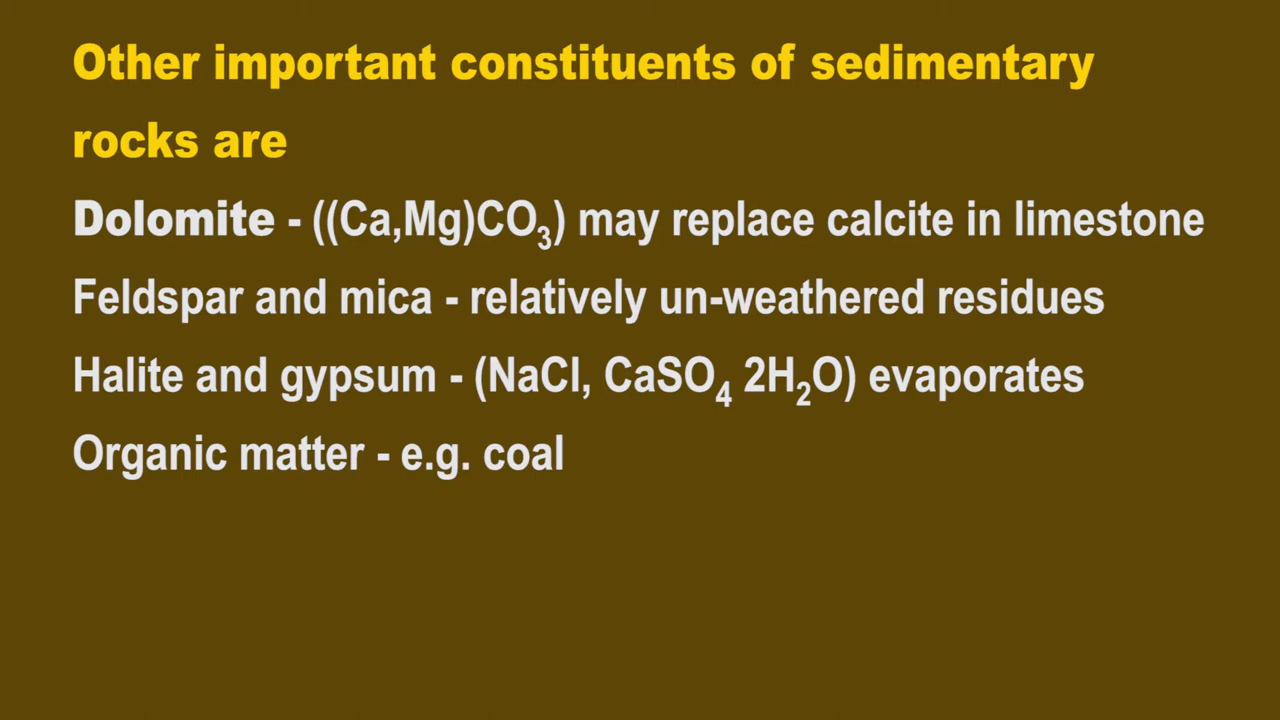 Other important constituents of sedimentary
rocks are
Dolomite - ((Ca,Mg)CO₃) may replace calcite in limestone
Feldspar and mica - relatively un-weathered residues
Halite and gypsum - (NaCl, CaSO₄ 2H₂O) evaporates
Organic matter - e.g. coal